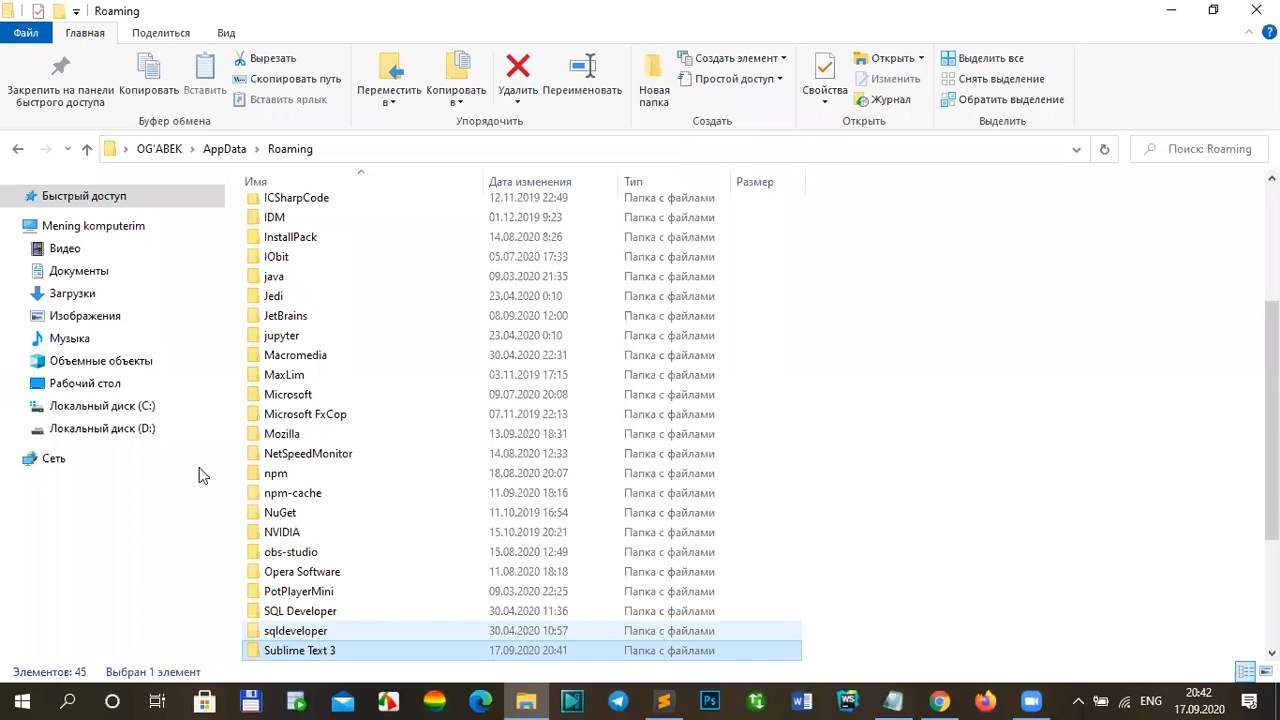 Roaming
Файл Главная Поделиться Вид
Закрепить на панели быстрого доступа
Копировать
Вставить
Вырезать
Скопировать путь
Вставить ярлык
Буфер обмена
Переместить в
Копировать в
Удалить
Переименовать
Упорядочить
Новая папка
Создать элемент
Простой доступ
Создать
Свойства
Открыть
Изменить
Журнал
Открыть
Выделить все
Снять выделение
Обратить выделение
Выделить
OG'ABEK AppData Roaming
Поиск: Roaming
Быстрый доступ
Mening komputerim
Видео
Документы
Загрузки
Изображения
Музыка
Объемные объекты
Рабочий стол
Локальный диск (C:)
Локальный диск (D:)
Сеть
Имя Дата изменения Тип Размер
ICSharpCode 12.11.2019 22:49 Папка с файлами
IDM 01.12.2019 9:23 Папка с файлами
InstallPack 14.08.2020 8:26 Папка с файлами
IObit 05.07.2020 17:33 Папка с файлами
java 09.03.2020 21:35 Папка с файлами
Jedi 23.04.2020 0:10 Папка с файлами
JetBrains 08.09.2020 12:00 Папка с файлами
jupyter 23.04.2020 0:10 Папка с файлами
Macromedia 30.04.2020 22:31 Папка с файлами
MaxLim 03.11.2019 17:15 Папка с файлами
Microsoft 09.07.2020 20:08 Папка с файлами
Microsoft FxCop 07.11.2019 22:13 Папка с файлами
Mozilla 13.09.2020 18:31 Папка с файлами
NetSpeedMonitor 14.08.2020 12:33 Папка с файлами
npm 18.08.2020 20:07 Папка с файлами
npm-cache 11.09.2020 18:16 Папка с файлами
NuGet 11.10.2019 16:54 Папка с файлами
NVIDIA 15.10.2019 20:21 Папка с файлами
obs-studio 15.08.2020 12:49 Папка с файлами
Opera Software 11.08.2020 18:18 Папка с файлами
PotPlayerMini 09.03.2020 22:25 Папка с файлами
SQL Developer 30.04.2020 11:36 Папка с файлами
sqldeveloper 30.04.2020 10:57 Папка с файлами
Sublime Text 3 17.09.2020 20:41 Папка с файлами
Элементов: 45 Выбран 1 элемент
ENG
20:42
17.09.2020